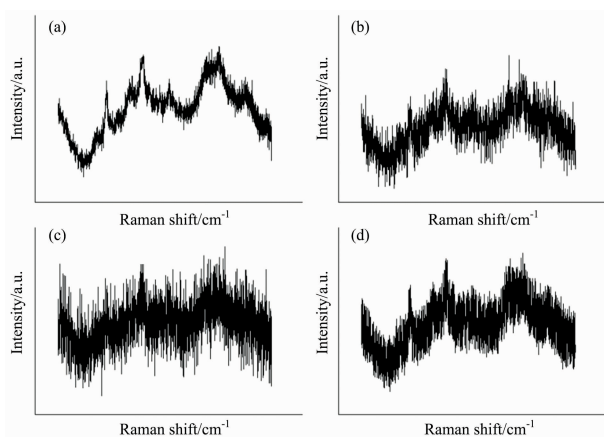 (a)
Intensity/a.u.
Raman shift/cm⁻¹
(b)
Intensity/a.u.
Raman shift/cm⁻¹
(c)
Intensity/a.u.
Raman shift/cm⁻¹
(d)
Intensity/a.u.
Raman shift/cm⁻¹